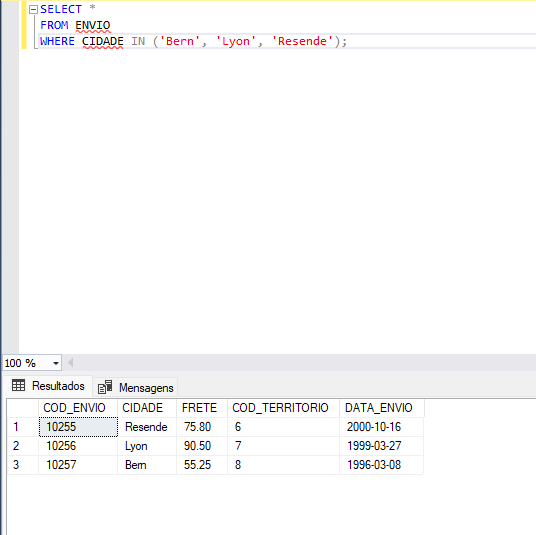 SELECT *
FROM ENVIO
WHERE CIDADE IN ('Bern', 'Lyon', 'Resende');
100 %
Resultados Mensagens
COD_ENVIO CIDADE FRETE COD_TERRITORIO DATA_ENVIO
1 10255 Resende 75.80 6 2000-10-16
2 10256 Lyon 90.50 7 1999-03-27
3 10257 Bern 55.25 8 1996-03-08